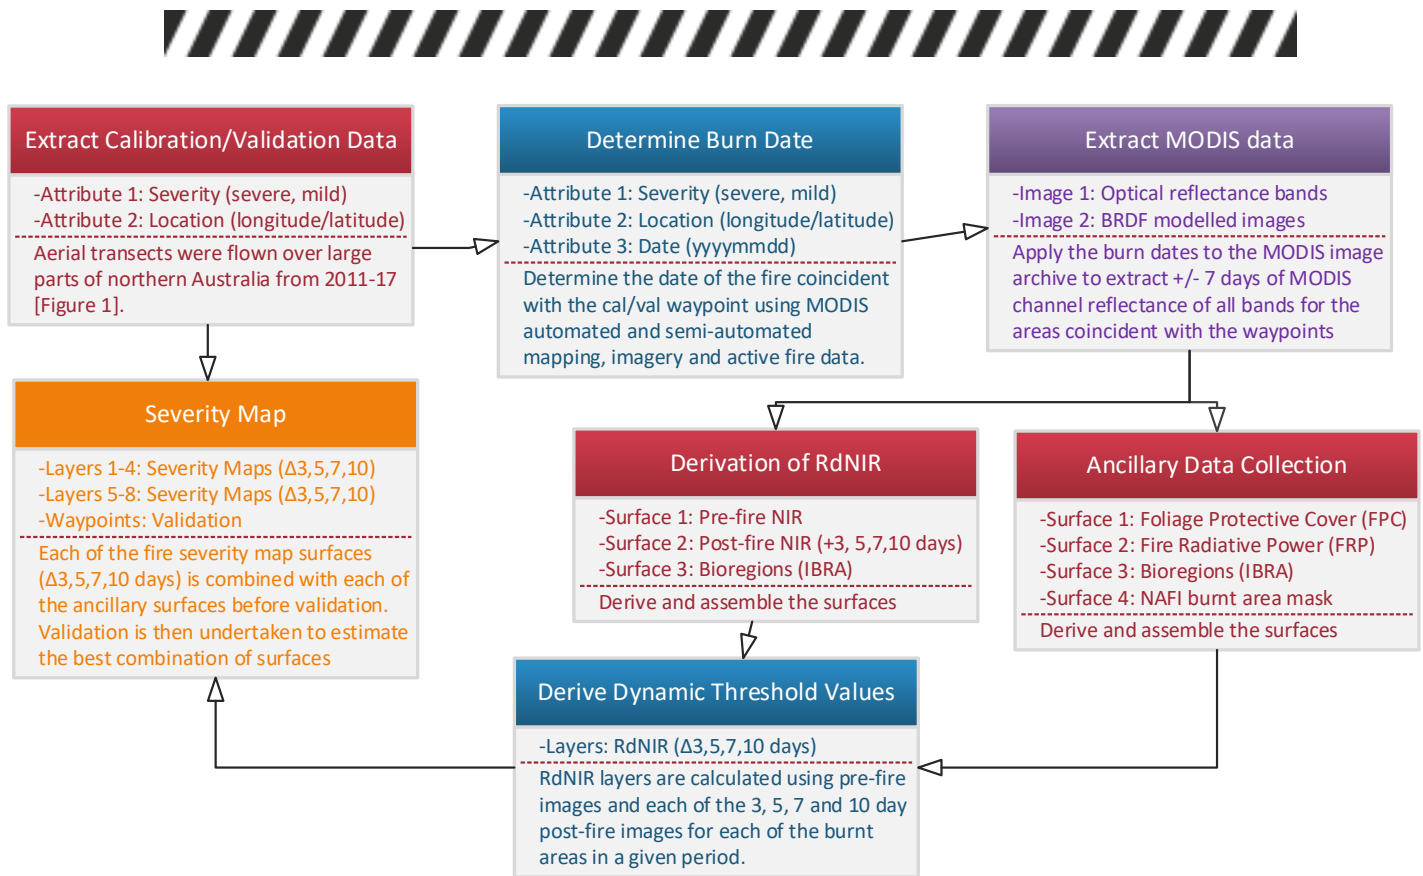 Extract Calibration/Validation Data
-Attribute 1: Severity (severe, mild)
-Attribute 2: Location (longitude/latitude)
Aerial transects were flown over large
parts of northern Australia from 2011-17
[Figure 1].
Determine Burn Date
-Attribute 1: Severity (severe, mild)
-Attribute 2: Location (longitude/latitude)
-Attribute 3: Date (yyyymmdd)
Determine the date of the fire coincident
with the cal/val waypoint using MODIS
automated and semi-automated
mapping, imagery and active fire data.
Extract MODIS data
-Image 1: Optical reflectance bands
-Image 2: BRDF modelled images
Apply the burn dates to the MODIS image
archive to extract +/- 7 days of MODIS
channel reflectance of all bands for the
areas coincident with the waypoints
Severity Map
-Layers 1-4: Severity Maps (Δ3,5,7,10)
-Layers 5-8: Severity Maps (Δ3,5,7,10)
-Waypoints: Validation
Each of the fire severity map surfaces
(Δ3,5,7,10 days) is combined with each of
the ancillary surfaces before validation.
Validation is then undertaken to estimate
the best combination of surfaces
Derivation of RdNIR
-Surface 1: Pre-fire NIR
-Surface 2: Post-fire NIR (+3, 5,7,10 days)
-Surface 3: Bioregions (IBRA)
Derive and assemble the surfaces
Ancillary Data Collection
-Surface 1: Foliage Protective Cover (FPC)
-Surface 2: Fire Radiative Power (FRP)
-Surface 3: Bioregions (IBRA)
-Surface 4: NAFI burnt area mask
Derive and assemble the surfaces
Derive Dynamic Threshold Values
-Layers: RdNIR (Δ3,5,7,10 days)
RdNIR layers are calculated using pre-fire
images and each of the 3, 5, 7 and 10 day
post-fire images for each of the burnt
areas in a given period.